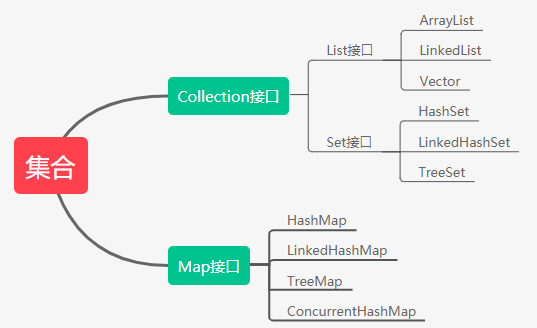 集合
Collection接口
List接口
ArrayList
LinkedList
Vector
Set接口
HashSet
LinkedHashSet
TreeSet
Map接口
HashMap
LinkedHashMap
TreeMap
ConcurrentHashMap